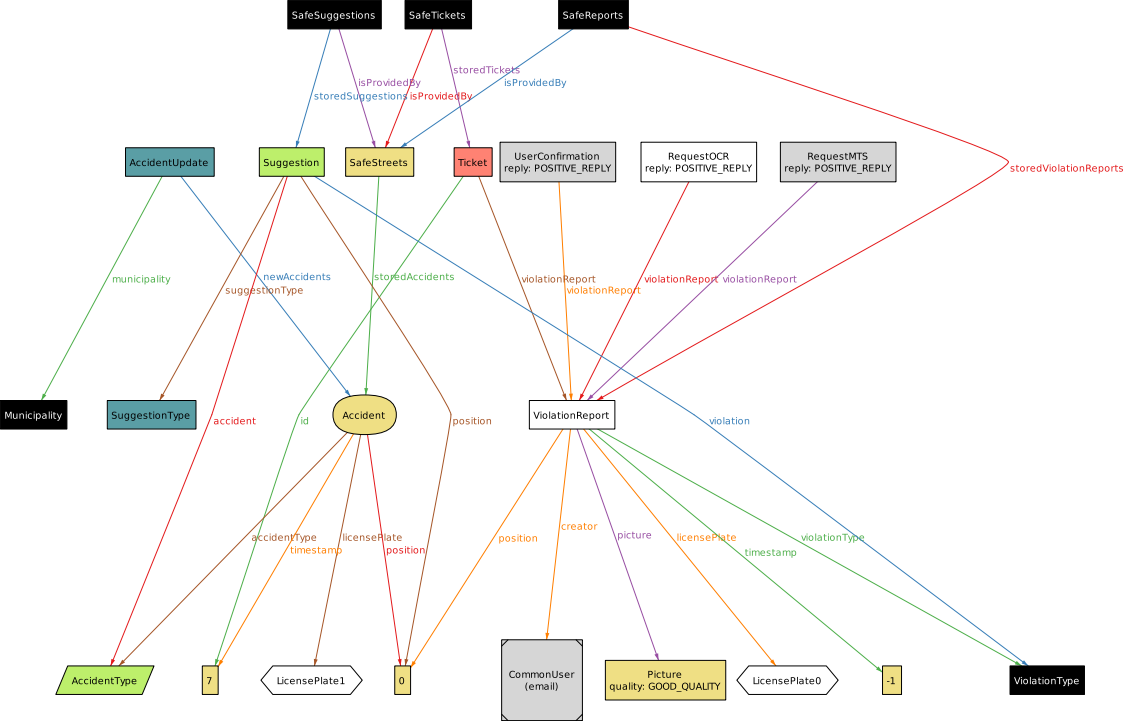 SafeSuggestions
SafeTickets
SafeReports
storedTickets
isProvidedBy
isProvidedBy
storedSuggestions
isProvidedBy
AccidentUpdate
Suggestion
SafeStreets
Ticket
UserConfirmation
reply: POSITIVE_REPLY
RequestOCR
reply: POSITIVE_REPLY
RequestMTS
reply: POSITIVE_REPLY
storedViolationReports
municipality
newAccidents
storedAccidents
violationReport
violationReport
violationReport
suggestionType
violationReport
Municipality
SuggestionType
Accident
ViolationReport
accident
id
position
violation
creator
picture
accidentType
licensePlate
position
licensePlate
violationType
timestamp
position
timestamp
AccidentType
7
LicensePlate1
0
CommonUser
(email)
Picture
quality: GOOD_QUALITY
LicensePlate0
-1
ViolationType